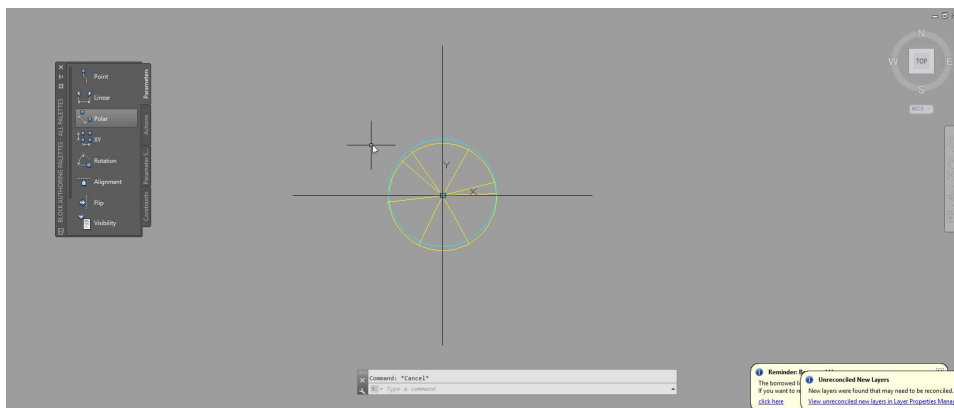 N
W
TOP
E
S
WCS
BLOCK AUTHORING PALETTES - ALL PALETTES
Point
Linear
Polar
XY
Rotation
Alignment
Flip
Visibility
Parameters
Actions
Parameter S...
Constraints
Y
X
Command: *Cancel*
Type a command
Reminder:
The borrowed
If you want to
click here
Unreconciled New Layers
New layers were found that may need to be reconciled.
View unreconciled new layers in Layer Properties